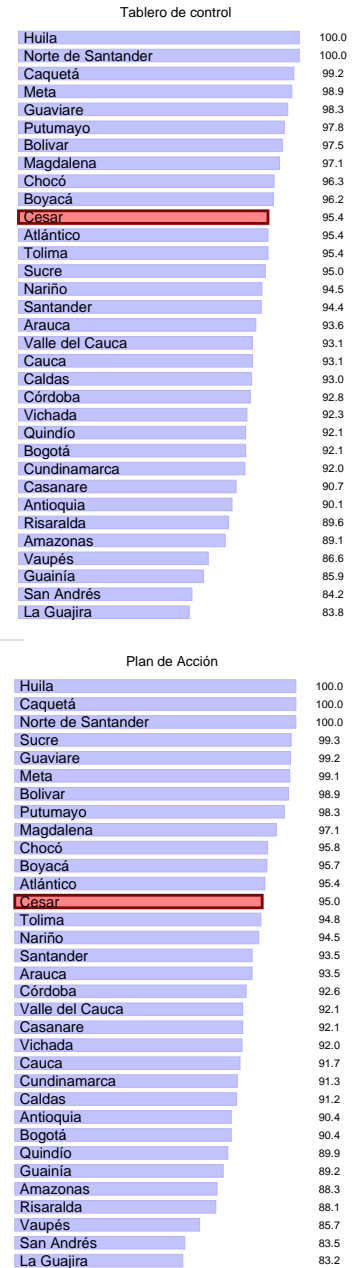 Tablero de control
Huila 100.0
Norte de Santander 100.0
Caquetá 99.2
Meta 98.9
Guaviare 98.3
Putumayo 97.8
Bolivar 97.5
Magdalena 97.1
Chocó 96.3
Boyacá 96.2
Cesar 95.4
Atlántico 95.4
Tolima 95.4
Sucre 95.0
Nariño 94.5
Santander 94.4
Arauca 93.6
Valle del Cauca 93.1
Cauca 93.1
Caldas 93.0
Córdoba 92.8
Vichada 92.3
Quindío 92.1
Bogotá 92.1
Cundinamarca 92.0
Casanare 90.7
Antioquia 90.1
Risaralda 89.6
Amazonas 89.1
Vaupés 86.6
Guainía 85.9
San Andrés 84.2
La Guajira 83.8
Plan de Acción
Huila 100.0
Caquetá 100.0
Norte de Santander 100.0
Sucre 99.3
Guaviare 99.2
Meta 99.1
Bolivar 98.9
Putumayo 98.3
Magdalena 97.1
Chocó 95.8
Boyacá 95.7
Atlántico 95.4
Cesar 95.0
Tolima 94.8
Nariño 94.5
Santander 93.5
Arauca 93.5
Córdoba 92.6
Valle del Cauca 92.1
Casanare 92.1
Vichada 92.0
Cauca 91.7
Cundinamarca 91.3
Caldas 91.2
Antioquia 90.4
Bogotá 90.4
Quindío 89.9
Guainía 89.2
Amazonas 88.3
Risaralda 88.1
Vaupés 85.7
San Andrés 83.5
La Guajira 83.2